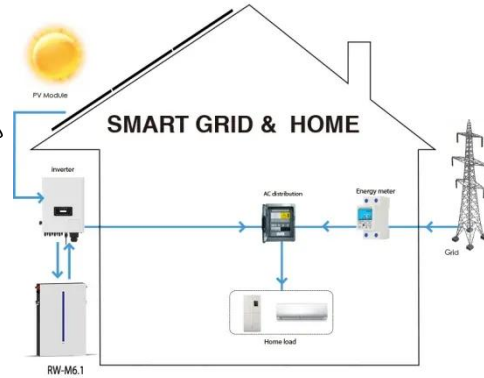 PV Module
SMART GRID & HOME
inverter
AC distribution
Energy meter
Grid
Home load
RW-M6.1